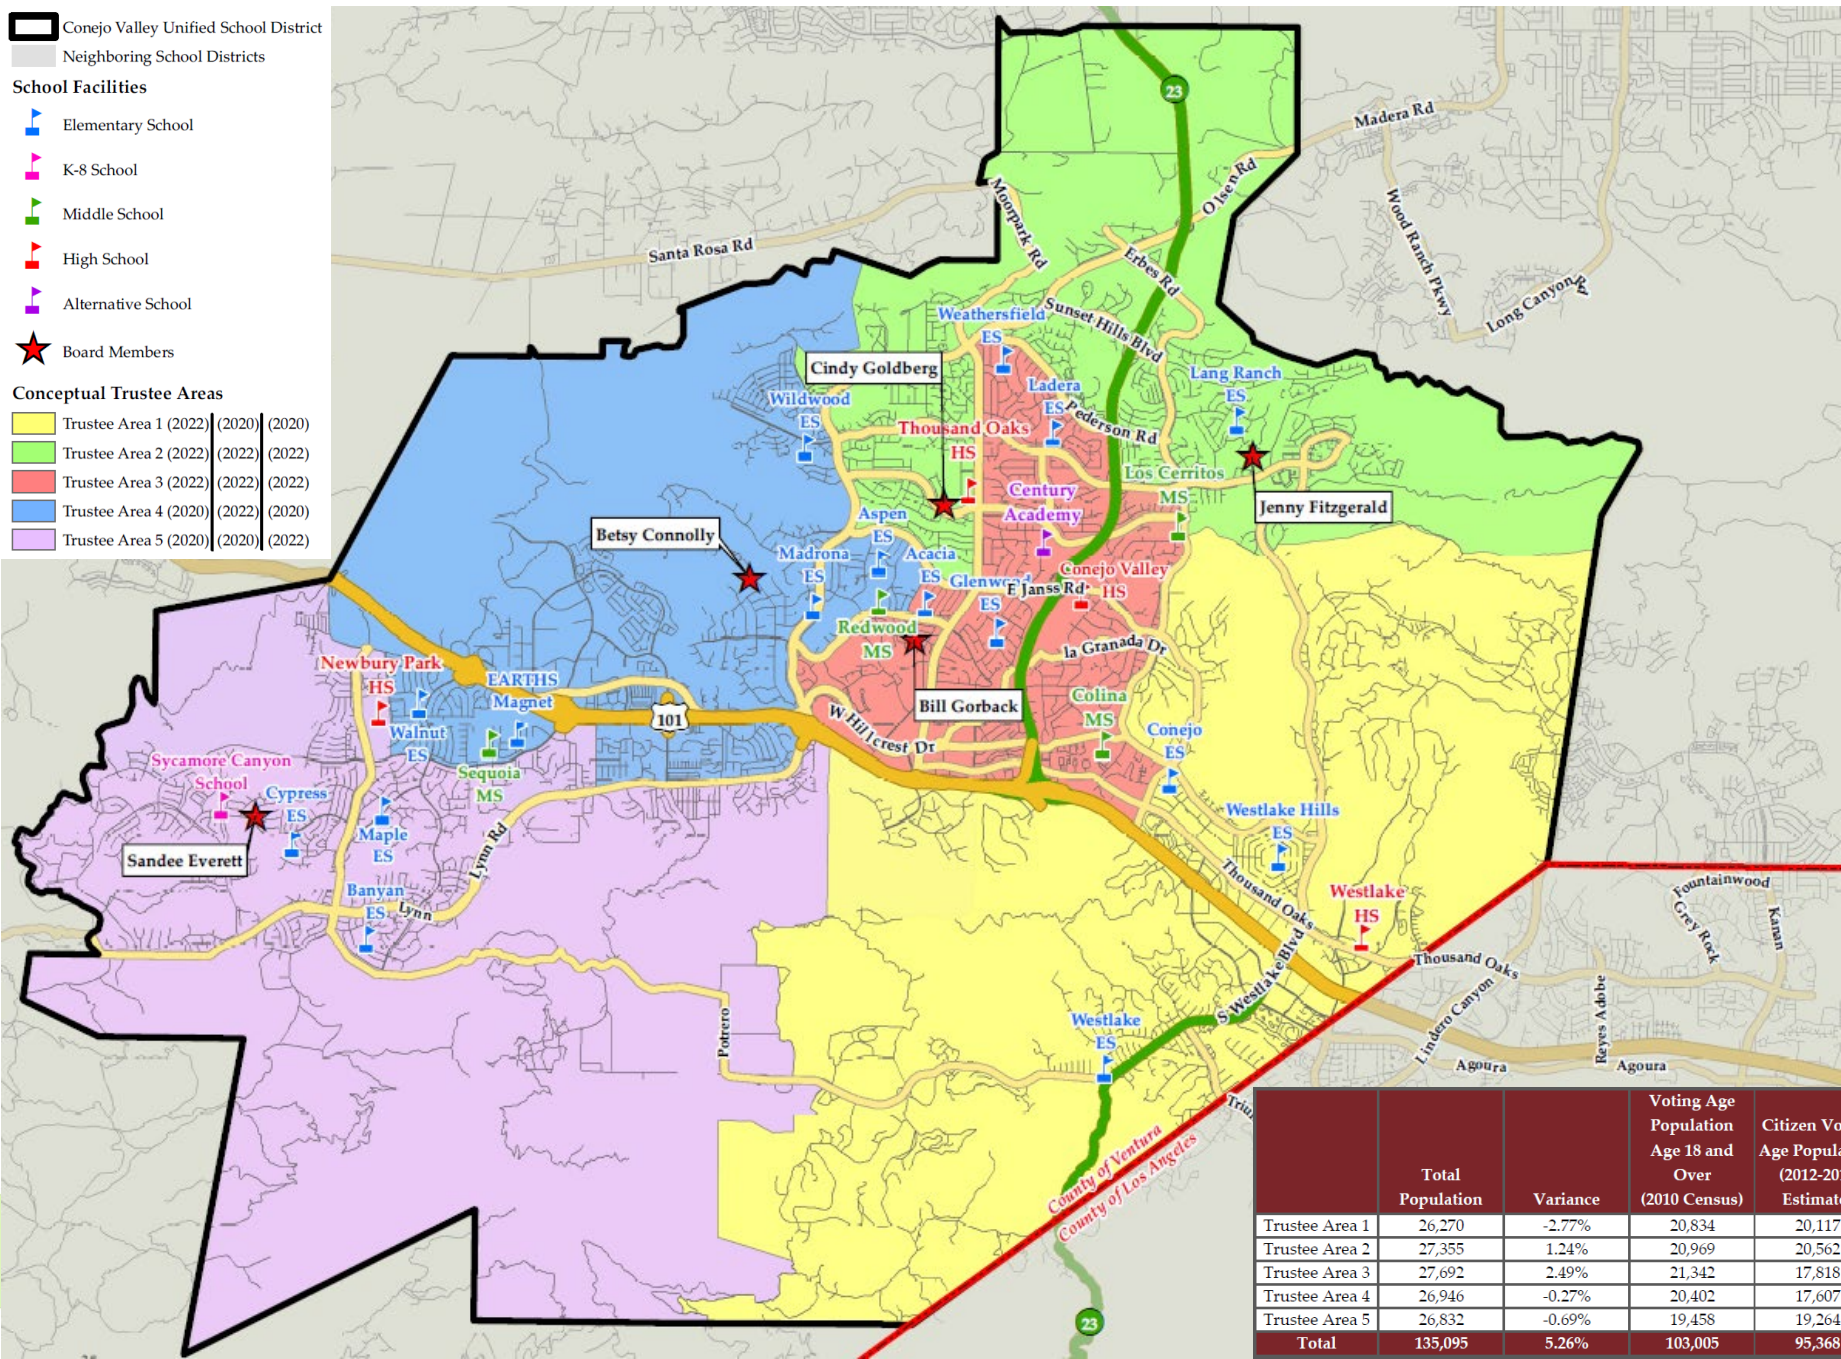 Conejo Valley Unified School District
Neighboring School Districts
School Facilities
Elementary School
K-8 School
Middle School
High School
Alternative School
Board Members
Conceptual Trustee Areas
Trustee Area 1 (2022) (2020) (2020)
Trustee Area 2 (2022) (2022) (2022)
Trustee Area 3 (2022) (2022) (2022)
Trustee Area 4 (2020) (2022) (2020)
Trustee Area 5 (2020) (2020) (2022)
23
Madera Rd
Olsen Rd
Moorpark Rd
Wood Ranch Pkwy
Santa Rosa Rd
Erbes Rd
Long Canyon Rd
Sunset Hills Blvd
Weathersfield
ES
Cindy Goldberg
Lang Ranch
ES
Ladera
ES
Wildwood
ES
Pederson Rd
Thousand Oaks
HS
Los Cerritos
MS
Century
Academy
Jenny Fitzgerald
Aspen
ES
Betsy Connolly
Madrona
ES
Acacia
ES
Glenwood
ES
E Janss Rd
Conejo Valley
HS
Redwood
MS
la Granada Dr
Newbury Park
HS
EARTHS
Magnet
Bill Gorback
Colina
MS
101
W Hillcrest Dr
Walnut
ES
Conejo
ES
Sycamore Canyon
School
Sequoia
MS
Cypress
ES
Maple
ES
Westlake Hills
ES
Sandee Everett
Lynn Rd
Banyan
ES
Lynn
Thousand Oaks
Westlake
HS
Fountainwood
Grey Rock
Kanan
Thousand Oaks
S Westlake Blvd
Lindero Canyon
Reyes Adobe
Potrero
Westlake
ES
Agoura
Agoura
County of Ventura
County of Los Angeles
23
Total
Population
Variance
Voting Age
Population
Age 18 and
Over
(2010 Census)
Citizen Vo
Age Popula
(2012-20
Estimat
Trustee Area 1 26,270 -2.77% 20,834 20,117
Trustee Area 2 27,355 1.24% 20,969 20,562
Trustee Area 3 27,692 2.49% 21,342 17,818
Trustee Area 4 26,946 -0.27% 20,402 17,607
Trustee Area 5 26,832 -0.69% 19,458 19,264
Total 135,095 5.26% 103,005 95,368